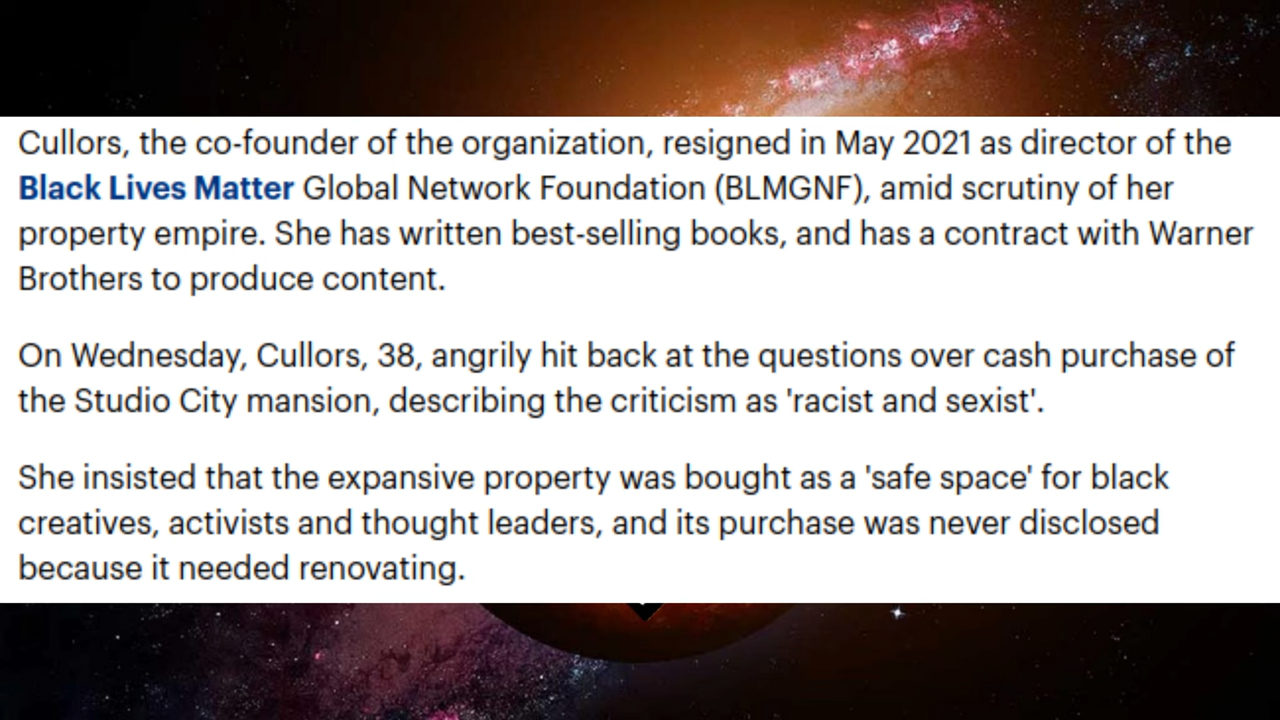 Cullors, the co-founder of the organization, resigned in May 2021 as director of the
Black Lives Matter Global Network Foundation (BLMGNF), amid scrutiny of her
property empire. She has written best-selling books, and has a contract with Warner
Brothers to produce content.
On Wednesday, Cullors, 38, angrily hit back at the questions over cash purchase of
the Studio City mansion, describing the criticism as 'racist and sexist'.
She insisted that the expansive property was bought as a 'safe space' for black
creatives, activists and thought leaders, and its purchase was never disclosed
because it needed renovating.